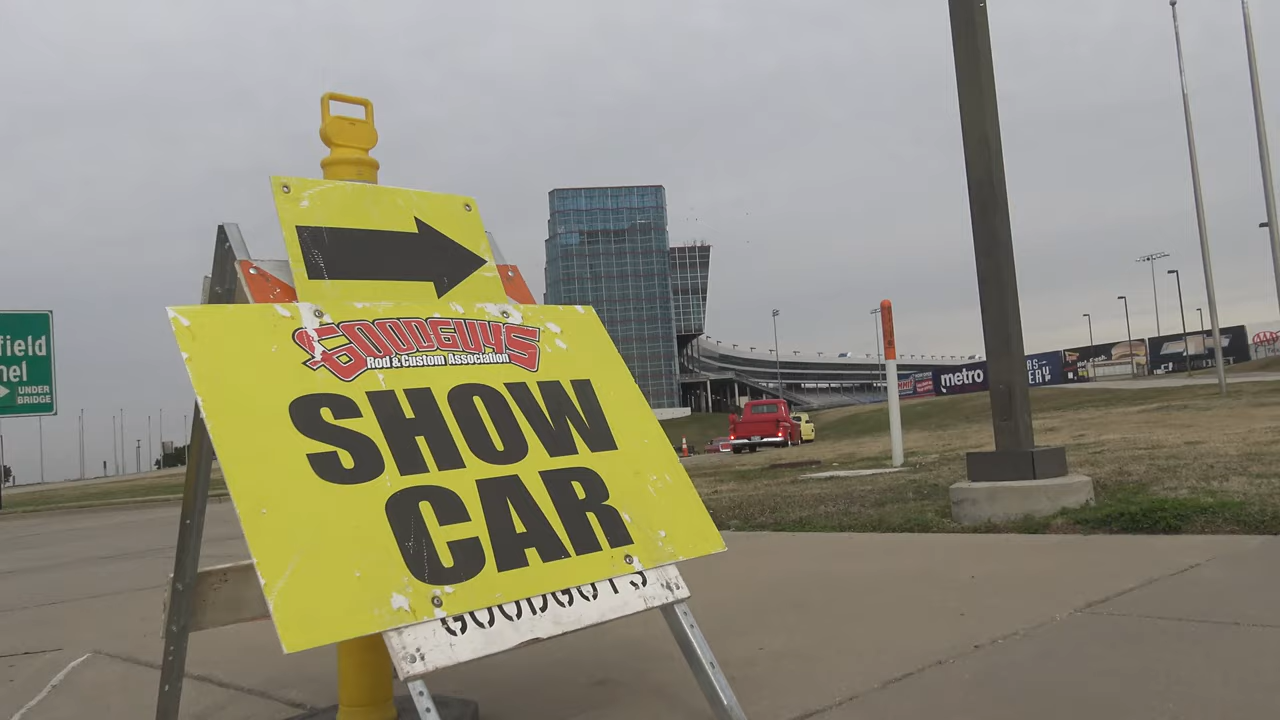 GOODGUYS
Rod & Custom Association
SHOW
CAR
GOODGUYS
field
nel
UNDER
BRIDGE
metro